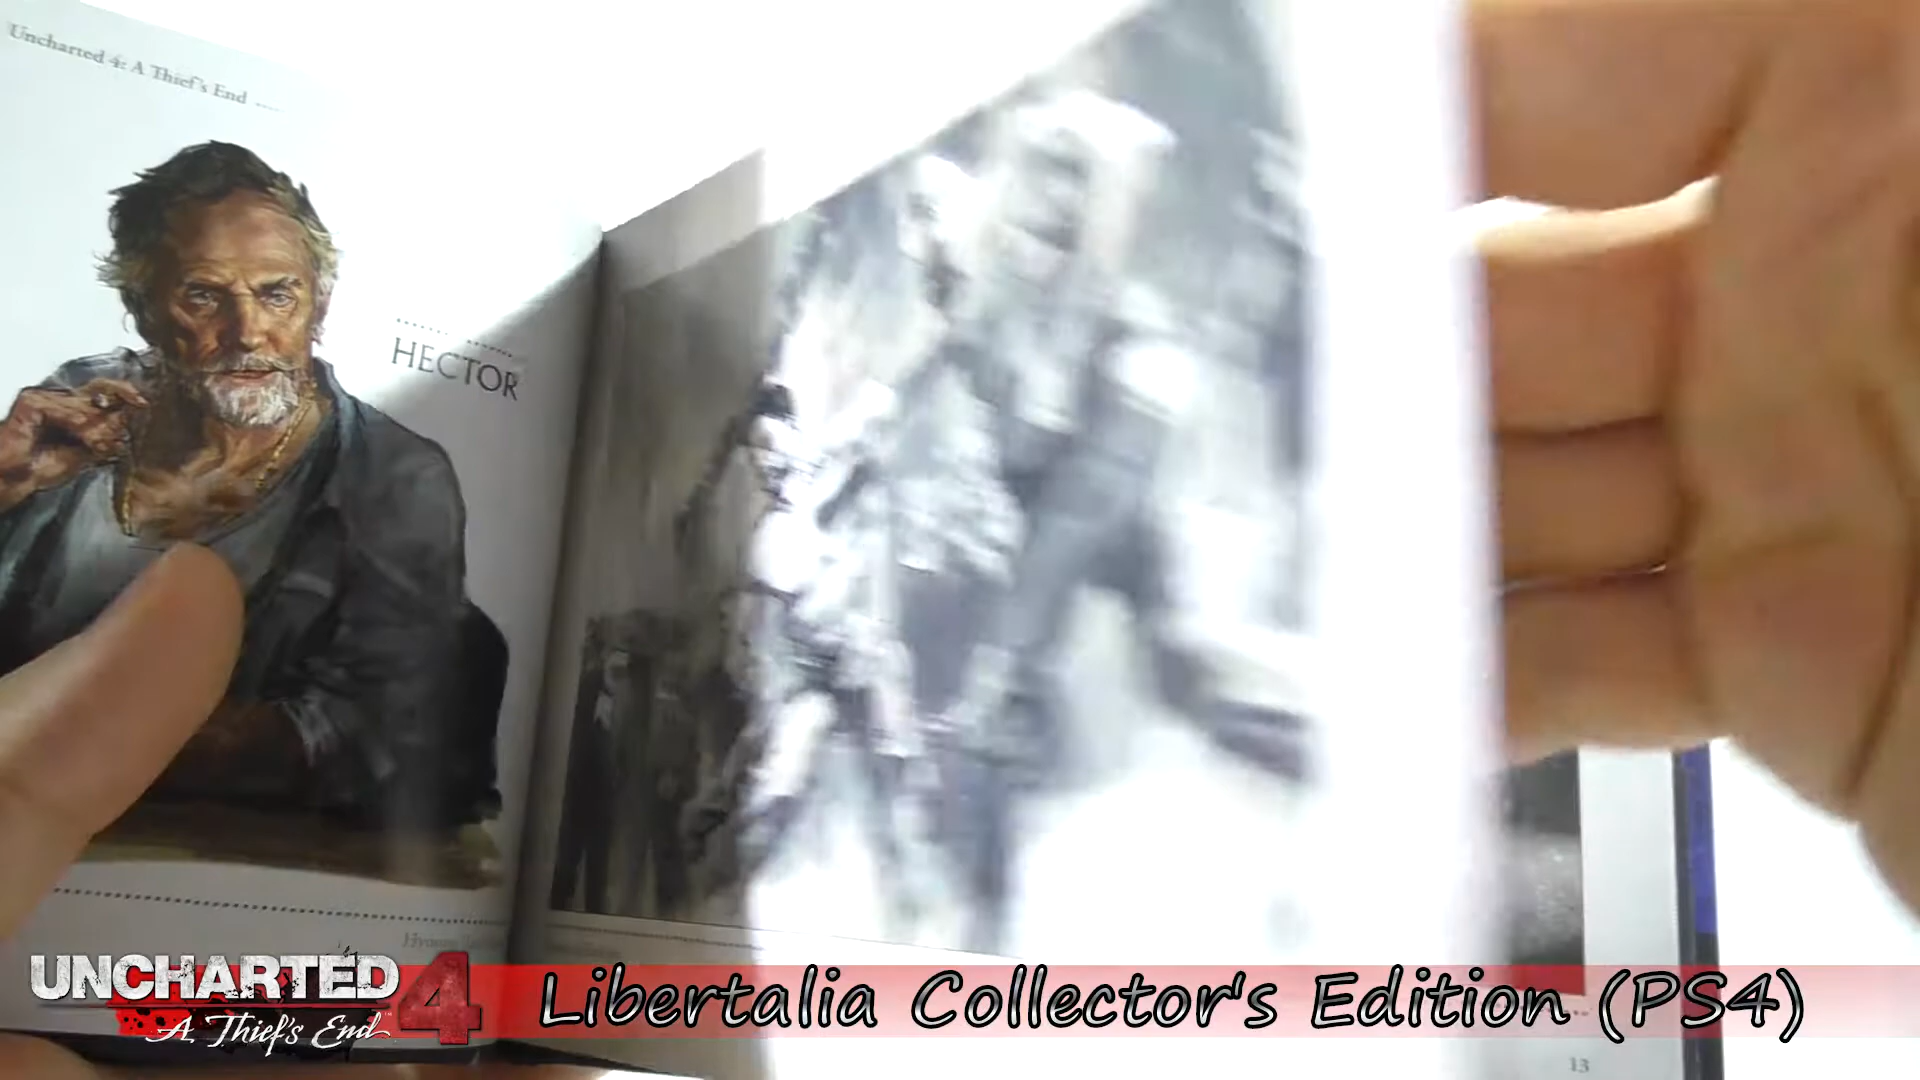 Uncharted 4: A Thief's End
HECTOR
UNCHARTED 4
A Thief's End
Libertalia Collector's Edition (PS4)
13